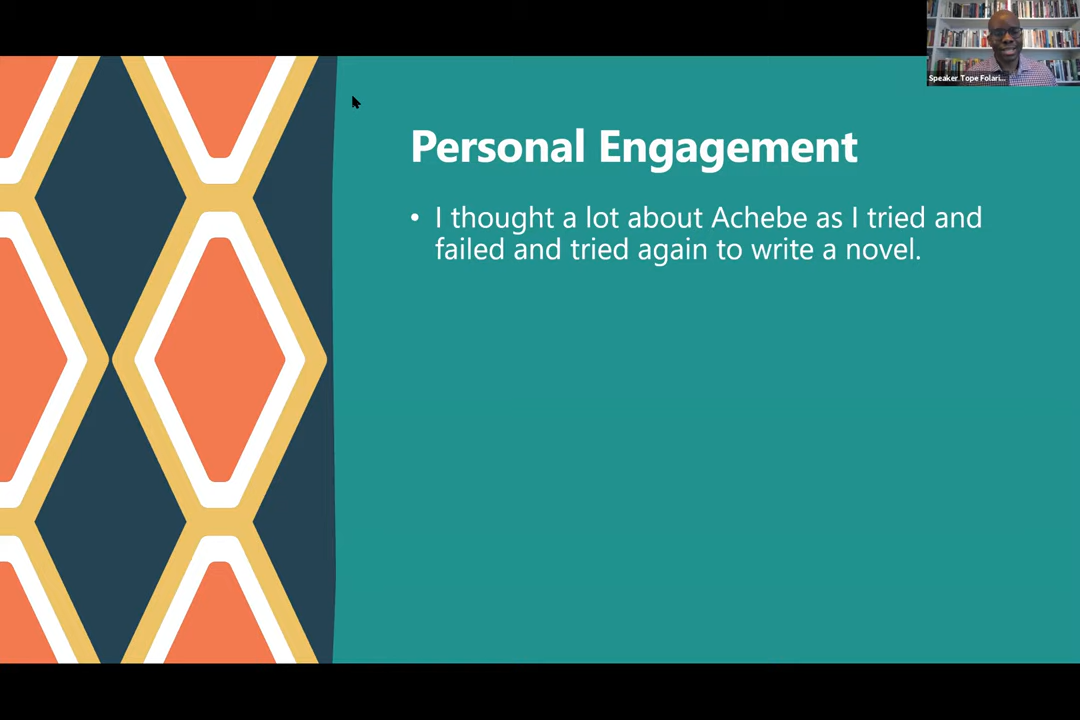 Speaker Tope Folari...
Personal Engagement
• I thought a lot about Achebe as I tried and
failed and tried again to write a novel.